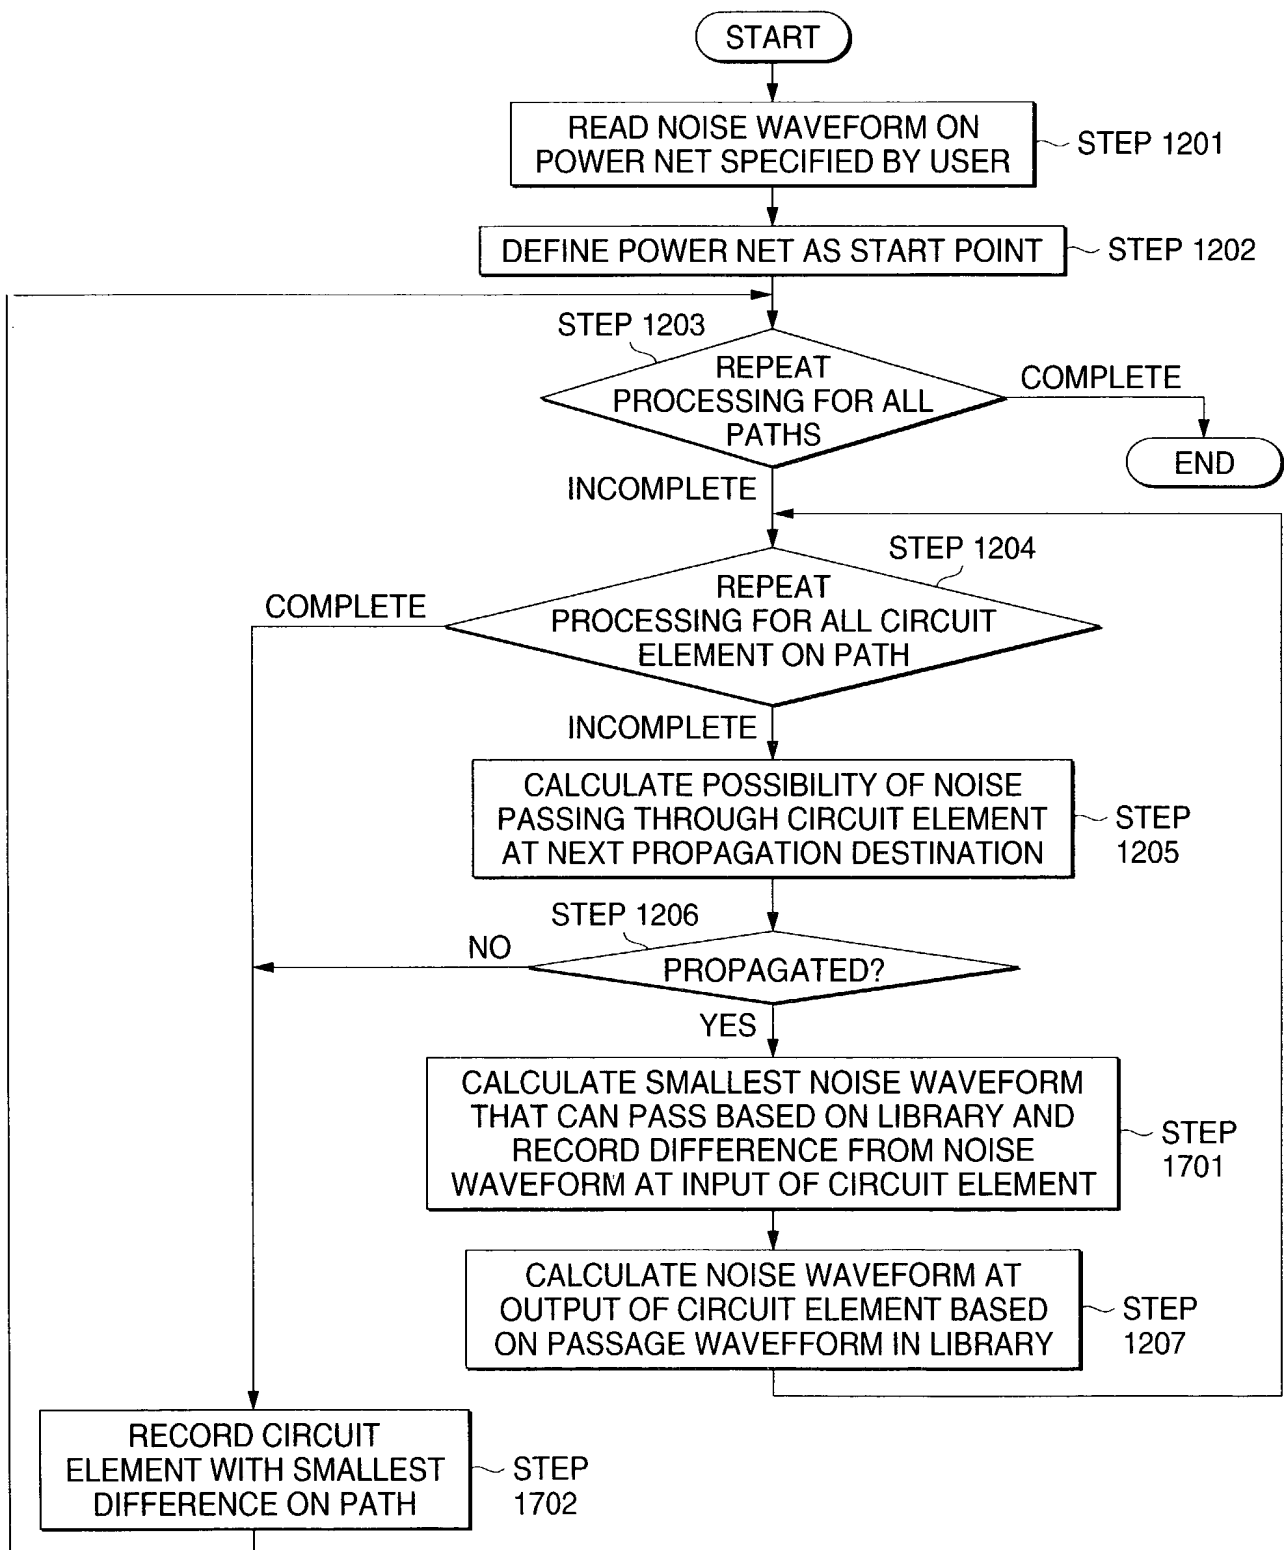 START
READ NOISE WAVEFORM ON
POWER NET SPECIFIED BY USER
STEP 1201
DEFINE POWER NET AS START POINT
STEP 1202
STEP 1203
REPEAT
PROCESSING FOR ALL
PATHS
COMPLETE
END
INCOMPLETE
STEP 1204
REPEAT
PROCESSING FOR ALL CIRCUIT
ELEMENT ON PATH
COMPLETE
INCOMPLETE
CALCULATE POSSIBILITY OF NOISE
PASSING THROUGH CIRCUIT ELEMENT
AT NEXT PROPAGATION DESTINATION
STEP
1205
STEP 1206
PROPAGATED?
NO
YES
CALCULATE SMALLEST NOISE WAVEFORM
THAT CAN PASS BASED ON LIBRARY AND
RECORD DIFFERENCE FROM NOISE
WAVEFORM AT INPUT OF CIRCUIT ELEMENT
STEP
1701
CALCULATE NOISE WAVEFORM AT
OUTPUT OF CIRCUIT ELEMENT BASED
ON PASSAGE WAVEFFORM IN LIBRARY
STEP
1207
RECORD CIRCUIT
ELEMENT WITH SMALLEST
DIFFERENCE ON PATH
STEP
1702